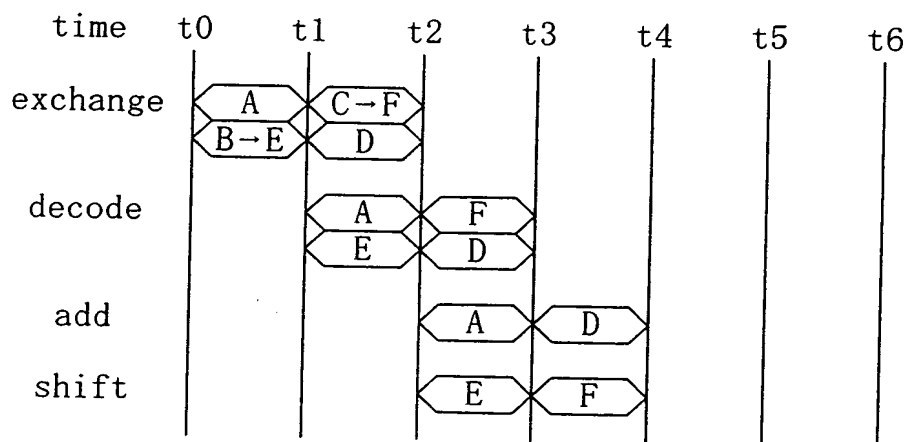 time t0 t1 t2 t3 t4 t5 t6
exchange A C→F
B→E D
decode A F
E D
add A D
shift E F